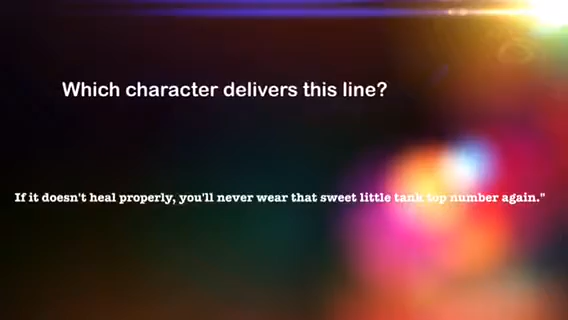 Which character delivers this line?
If it doesn't heal properly, you'll never wear that sweet little tank top number again."